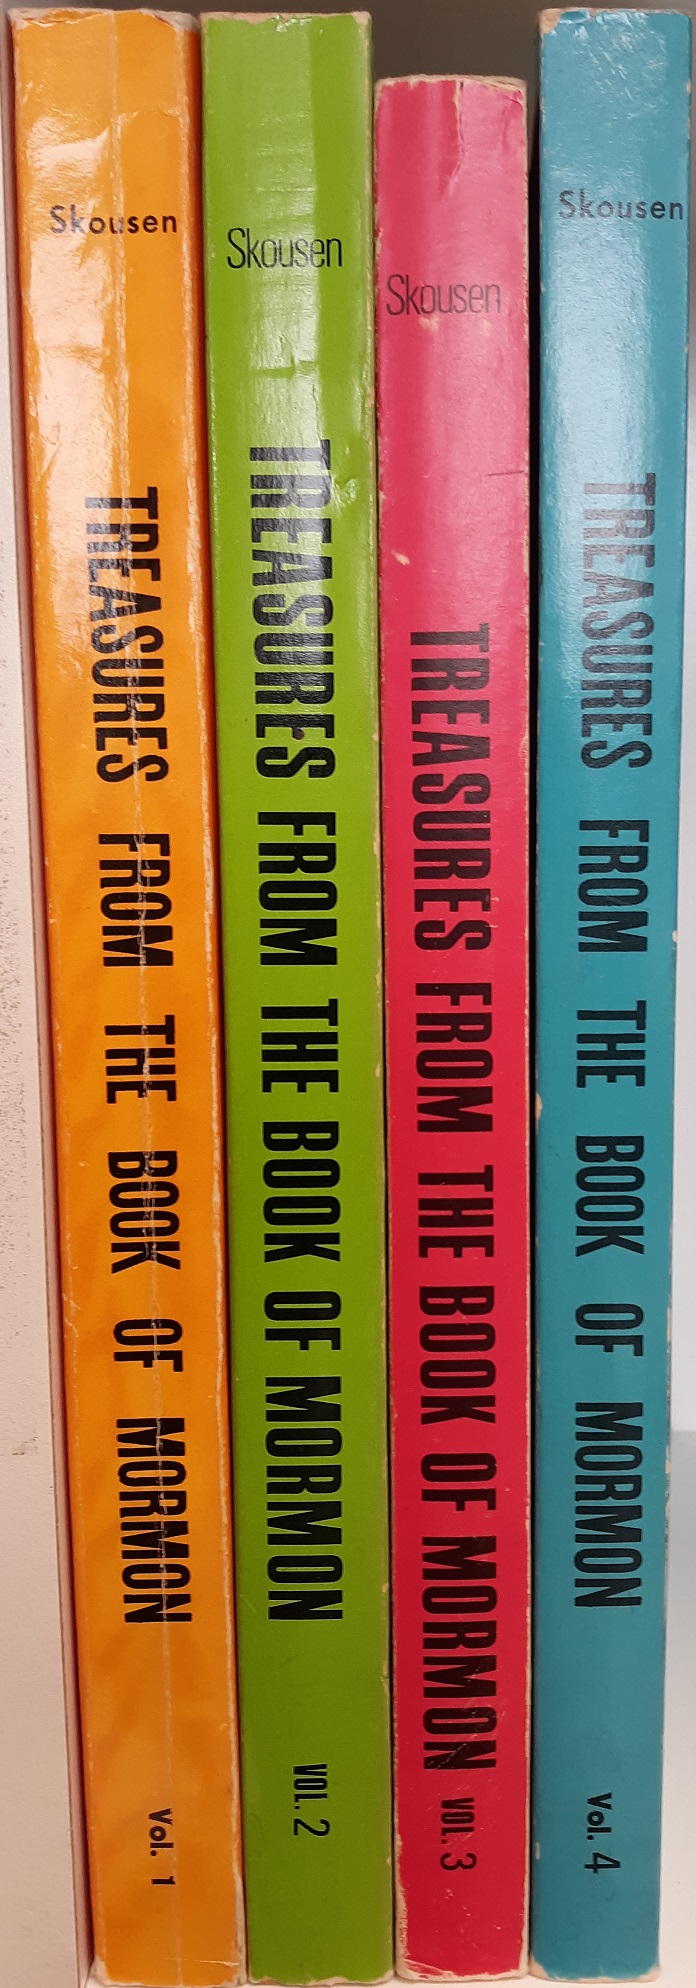 Skousen
TREASURES FROM THE BOOK OF MORMON
Vol. 1
Skousen
TREASURES FROM THE BOOK OF MORMON
VOL. 2
Skousen
TREASURES FROM THE BOOK OF MORMON
VOL. 3
Skousen
TREASURES FROM THE BOOK OF MORMON
Vol. 4